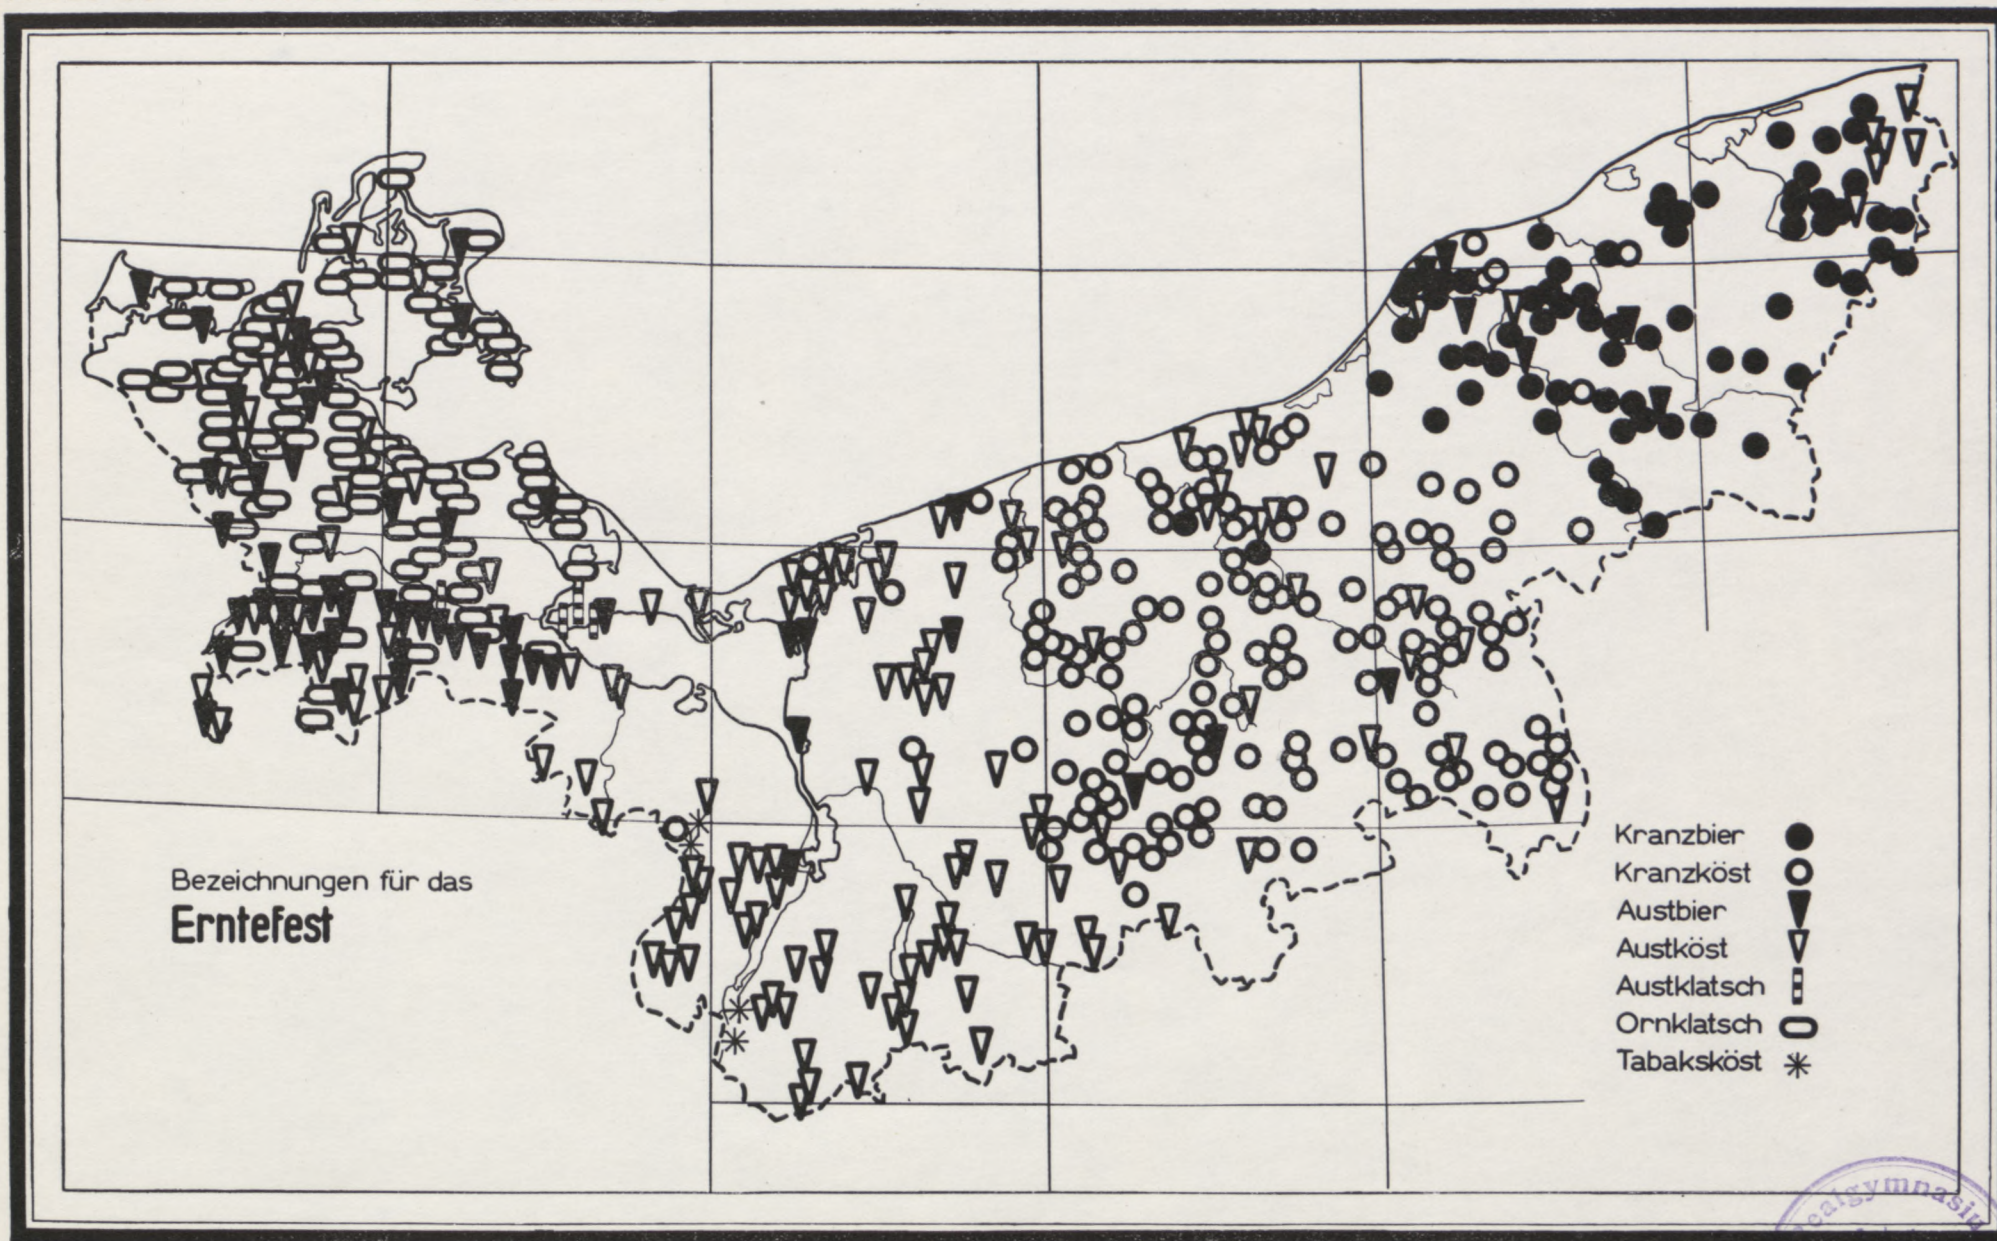 Bezeichnungen für das
Erntefest
Kranzbier
Kranzköst
Austbier
Austköst
Austklatsch
Ornklatsch
Tabaksköst